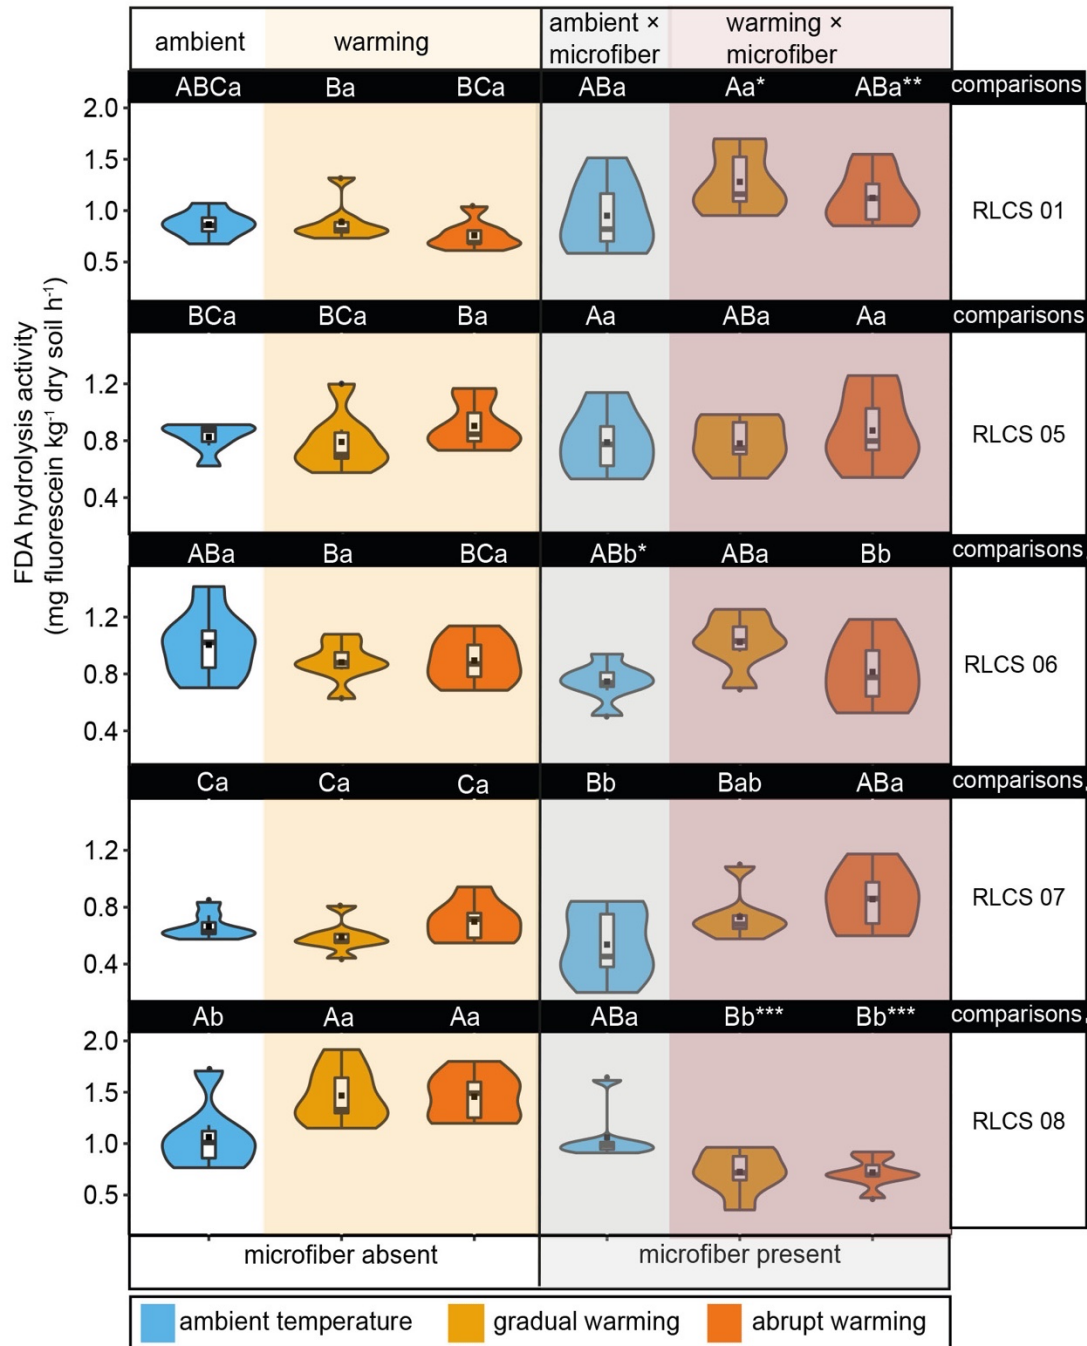 ambient
warming
ambient ×
microfiber
warming ×
microfiber
ABCa Ba BCa ABa Aa* ABa** comparisons
2.0
1.5
1.0
0.5
RLCS 01
BCa BCa Ba Aa ABa Aa comparisons
1.2
0.8
0.4
RLCS 05
FDA hydrolysis activity
(mg fluorescein kg⁻¹ dry soil h⁻¹)
ABa Ba BCa ABb* ABa Bb comparisons
1.2
0.8
0.4
RLCS 06
Ca Ca Ca Bb Bab ABa comparisons.
1.2
0.8
0.4
RLCS 07
Ab Aa Aa ABa Bb*** Bb*** comparisons.
2.0
1.5
1.0
0.5
RLCS 08
microfiber absent
microfiber present
ambient temperature gradual warming abrupt warming